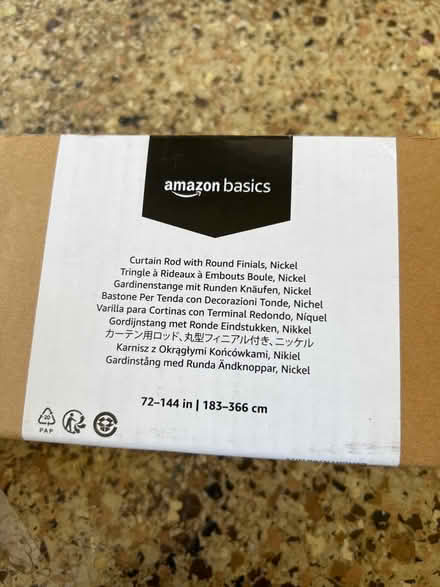 amazon basics
Curtain Rod with Round Finials, Nickel
Tringle à Rideaux à Embouts Boule, Nickel
Gardinenstange mit Runden Knäufen, Nickel
Bastone Per Tenda con Decorazioni Tonde, Nichel
Varilla para Cortinas con Terminal Redondo, Níquel
Gordijnstang met Ronde Eindstukken, Nikkel
カーテン用ロッド、丸型フィニアル付き、ニッケル
Karnisz z Okrągłymi Końcówkami, Nikiel
Gardinstång med Runda Ändknoppar, Nickel
72–144 in | 183–366 cm
20
PAP